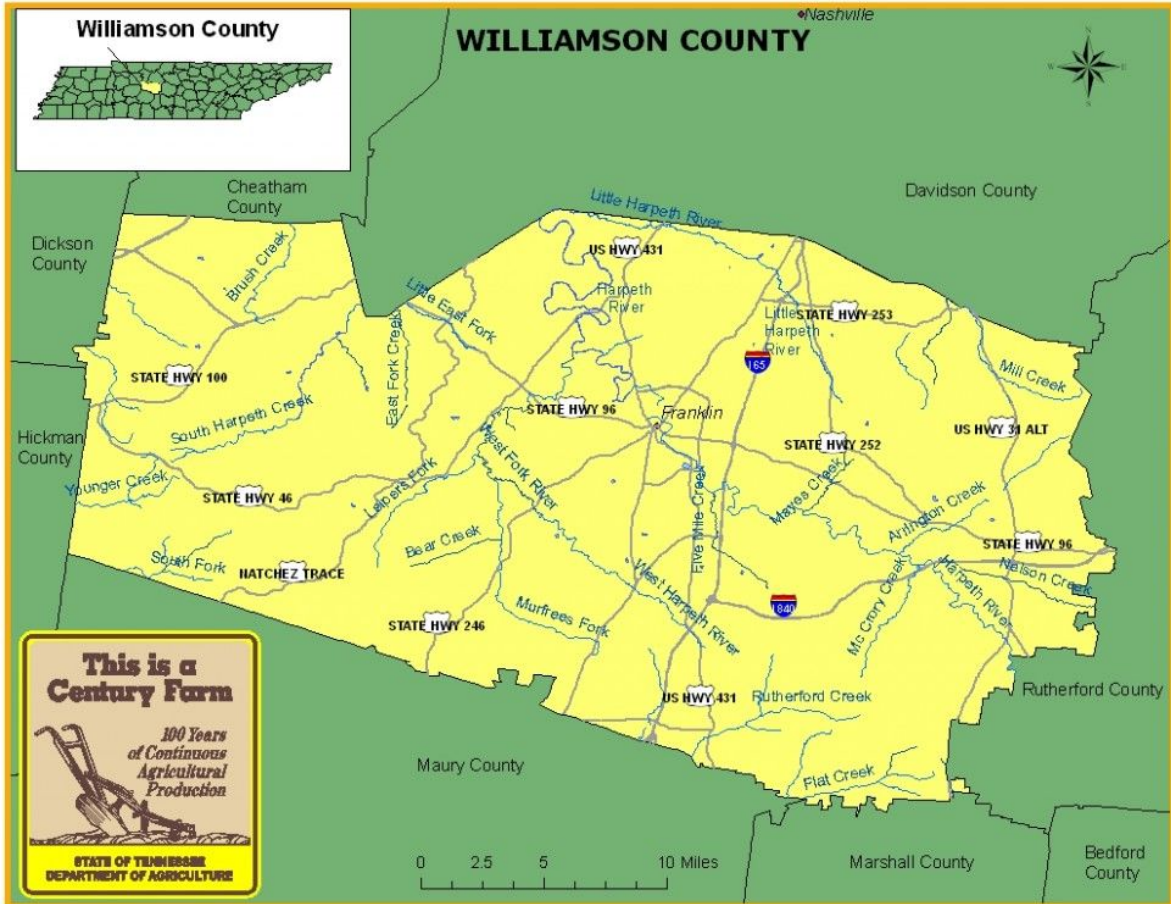 Williamson County
Nashville
WILLIAMSON COUNTY
N
W
E
S
Cheatham
County
Davidson County
Dickson
County
Little Harpeth River
US HWY 431
Brush Creek
Little East Fork
Harpeth
River
Little
Harpeth
River
STATE HWY 253
I65
East Fork Creek
STATE HWY 100
Mill Creek
South Harpeth Creek
STATE HWY 96
Franklin
US HWY 31 ALT
Hickman
County
STATE HWY 252
West Fork River
Younger Creek
STATE HWY 46
Leipers Fork
Mayes Creek
Arrington Creek
Five Mile Creek
Bear Creek
STATE HWY 96
South Fork
NATCHEZ TRACE
Nelson Creek
Harpeth River
West Harpeth River
I840
Mc Crory Creek
Murfrees Fork
STATE HWY 246
US HWY 431
Rutherford Creek
Rutherford County
Maury County
Flat Creek
This is a
Century Farm
100 Years
of Continuous
Agricultural
Production
STATE OF TENNESSEE
DEPARTMENT OF AGRICULTURE
0 2.5 5 10 Miles
Marshall County
Bedford
County